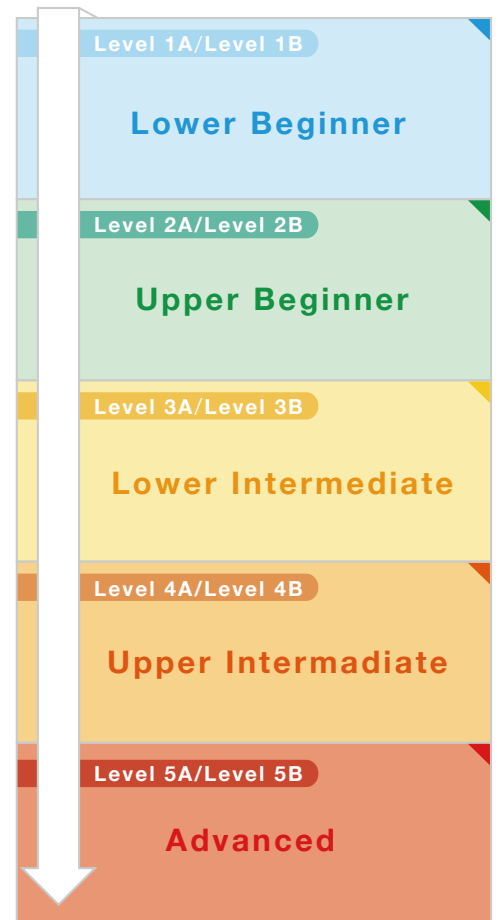 Level 1A/Level 1B
Lower Beginner
Level 2A/Level 2B
Upper Beginner
Level 3A/Level 3B
Lower Intermediate
Level 4A/Level 4B
Upper Intermadiate
Level 5A/Level 5B
Advanced